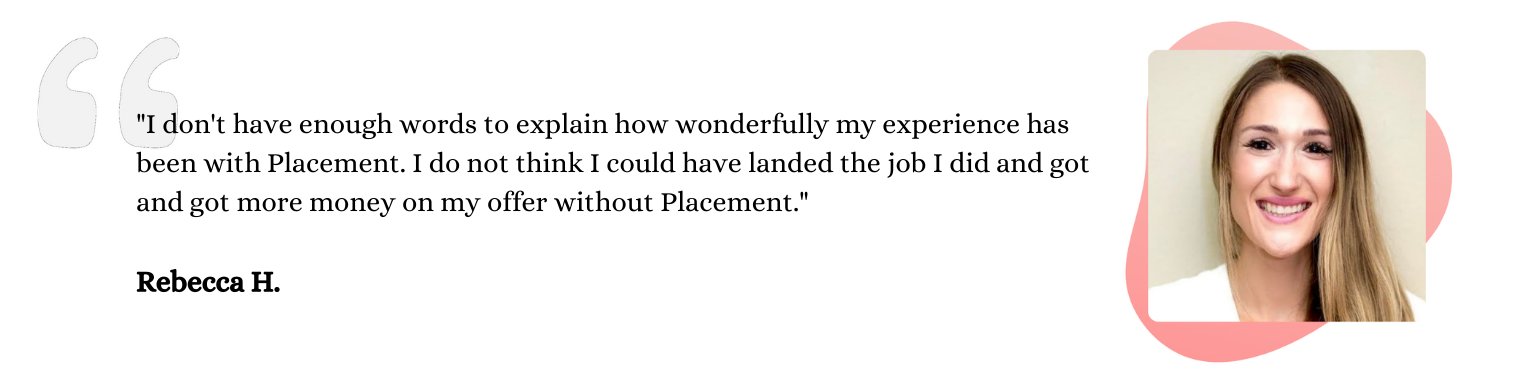 "I don't have enough words to explain how wonderfully my experience has
been with Placement. I do not think I could have landed the job I did and got
and got more money on my offer without Placement."
Rebecca H.